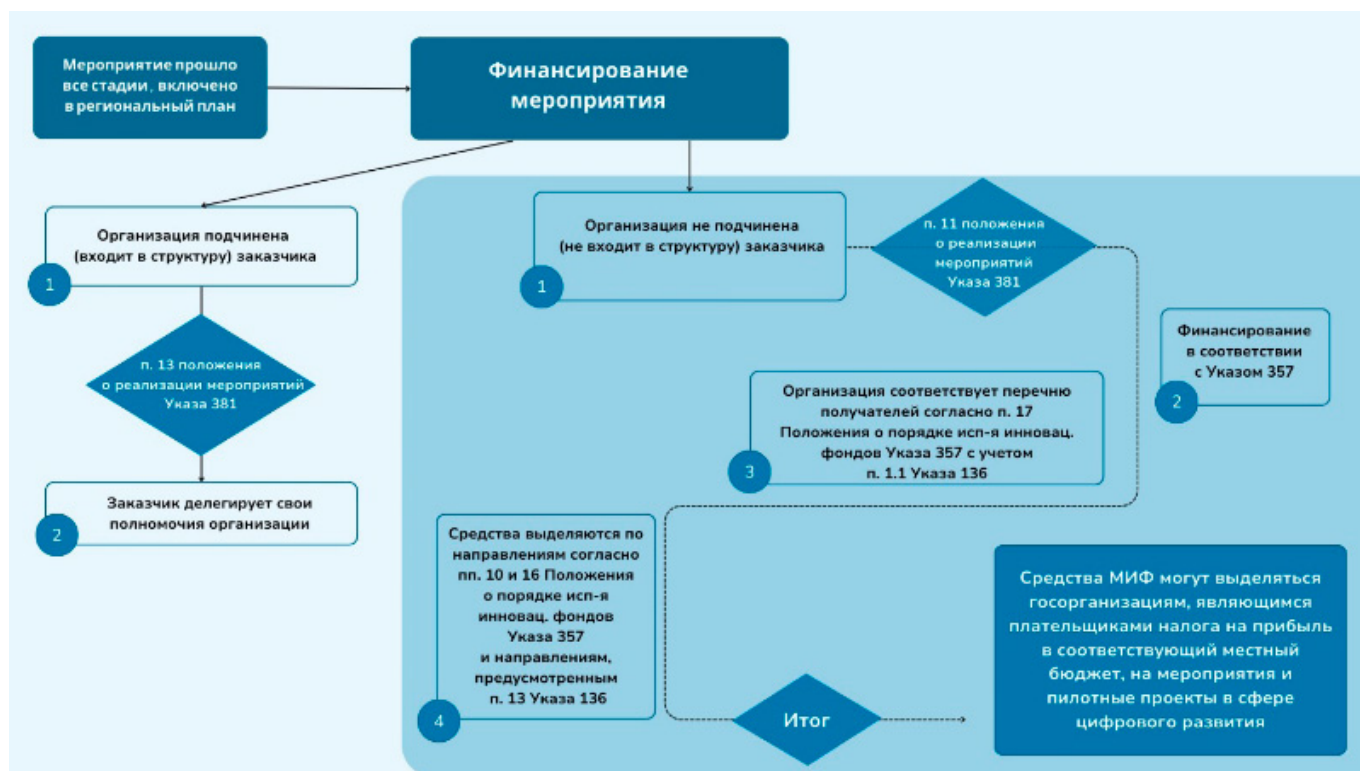 Мероприятие прошло
все стадии, включено
в региональный план
Финансирование
мероприятия
Организация подчинена
(входит в структуру) заказчика
1
п. 13 положения
о реализации мероприятий
Указа 381
Заказчик делегирует свои
полномочия организации
2
Организация не подчинена
(не входит в структуру) заказчика
1
п. 11 положения
о реализации
мероприятий
Указа 381
Финансирование
в соответствии
с Указом 357
2
Организация соответствует перечню
получателей согласно п. 17
Положения о порядке исп-я инновац.
фондов Указа 357 с учетом
п. 1.1 Указа 136
3
Средства выделяются по
направлениям согласно
пп. 10 и 16 Положения
о порядке исп-я
инновац. фондов
Указа 357
и направлениям,
предусмотренным
п. 13 Указа 136
4
Итог
Средства МИФ могут выделяться
госорганизациям, являющимся
плательщиками налога на прибыль
в соответствующий местный
бюджет, на мероприятия и
пилотные проекты в сфере
цифрового развития